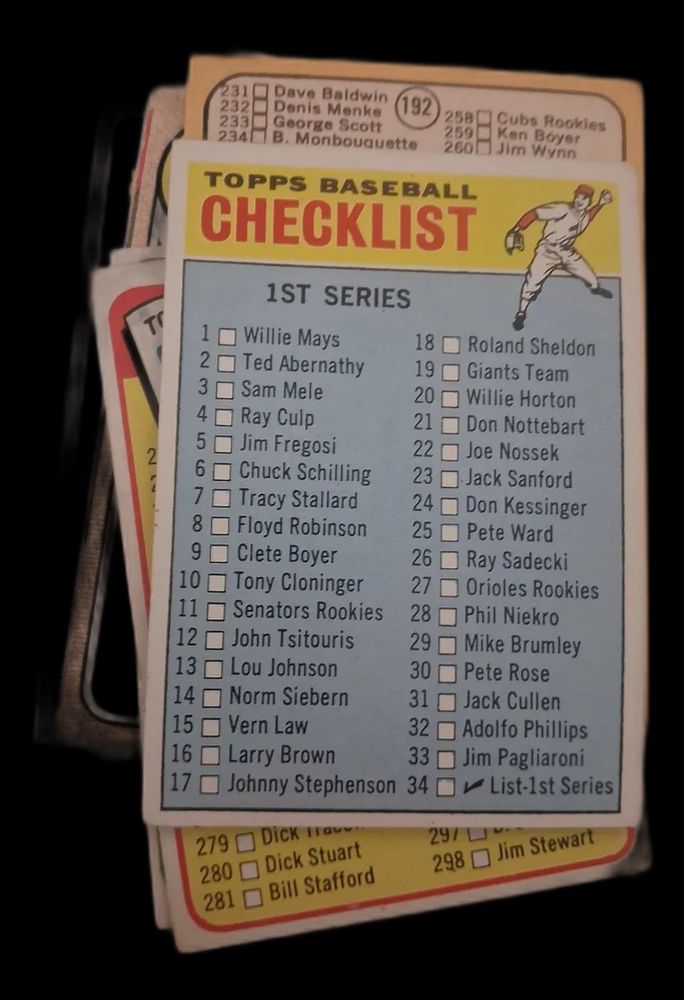 231 Dave Baldwin
232 Denis Menke
233 George Scott
234 B. Monbouquette
192
258 Cubs Rookies
259 Ken Boyer
260 Jim Wynn
TOPPS BASEBALL
CHECKLIST
1ST SERIES
1 Willie Mays
2 Ted Abernathy
3 Sam Mele
4 Ray Culp
5 Jim Fregosi
6 Chuck Schilling
7 Tracy Stallard
8 Floyd Robinson
9 Clete Boyer
10 Tony Cloninger
11 Senators Rookies
12 John Tsitouris
13 Lou Johnson
14 Norm Siebern
15 Vern Law
16 Larry Brown
17 Johnny Stephenson
18 Roland Sheldon
19 Giants Team
20 Willie Horton
21 Don Nottebart
22 Joe Nossek
23 Jack Sanford
24 Don Kessinger
25 Pete Ward
26 Ray Sadecki
27 Orioles Rookies
28 Phil Niekro
29 Mike Brumley
30 Pete Rose
31 Jack Cullen
32 Adolfo Phillips
33 Jim Pagliaroni
34 ✓ List-1st Series
279 Dick
280 Dick Stuart
281 Bill Stafford
297
298 Jim Stewart